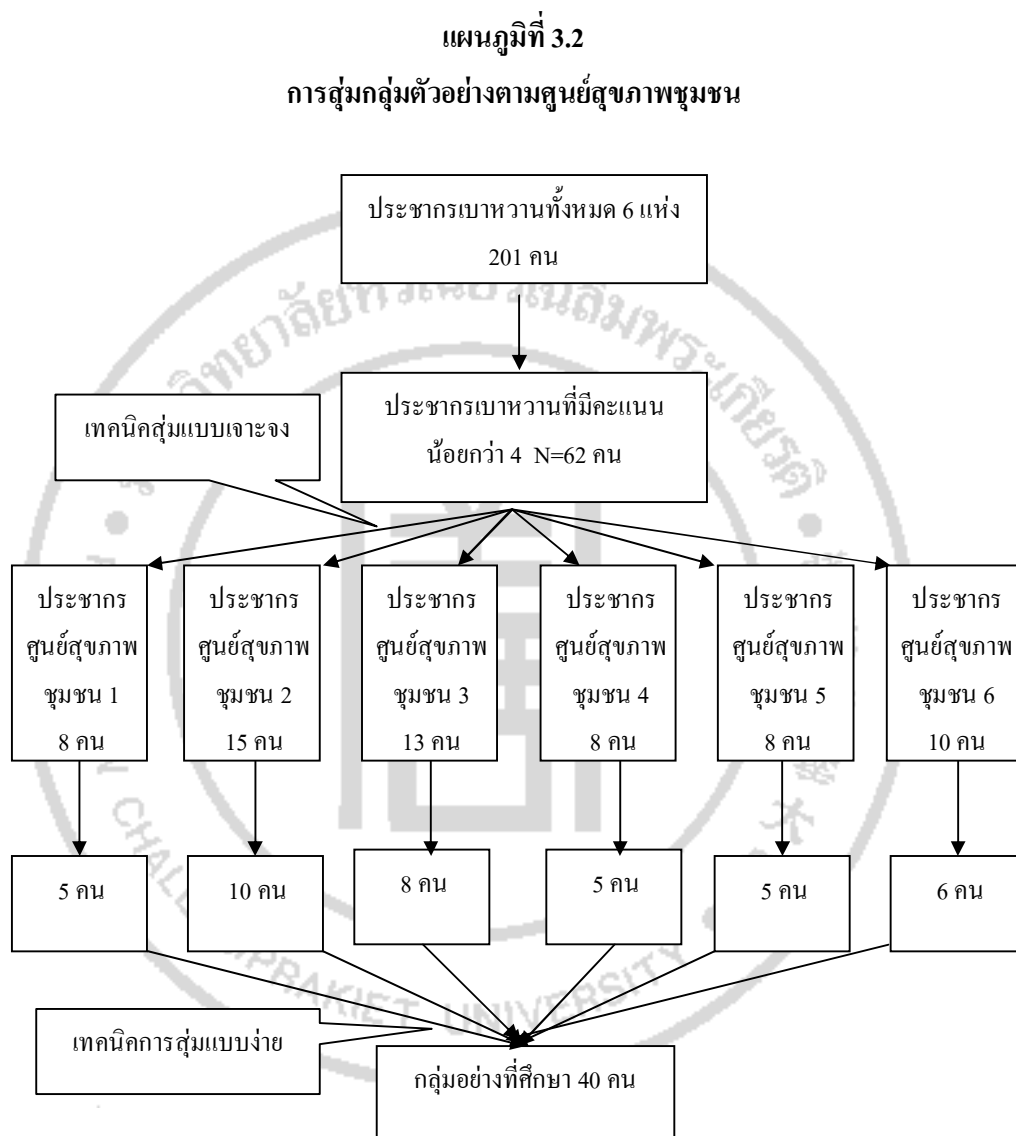 แผนภูมิที่ 3.2
การสุ่มกลุ่มตัวอย่างตามศูนย์สุขภาพชุมชน
ประชากรเบาหวานทั้งหมด 6 แห่ง
201 คน
ประชากรเบาหวานที่มีคะแนน
น้อยกว่า 4 N=62 คน
เทคนิคสุ่มแบบเจาะจง
ประชากร
ศูนย์สุขภาพ
ชุมชน 1
8 คน
ประชากร
ศูนย์สุขภาพ
ชุมชน 2
15 คน
ประชากร
ศูนย์สุขภาพ
ชุมชน 3
13 คน
ประชากร
ศูนย์สุขภาพ
ชุมชน 4
8 คน
ประชากร
ศูนย์สุขภาพ
ชุมชน 5
8 คน
ประชากร
ศูนย์สุขภาพ
ชุมชน 6
10 คน
5 คน
10 คน
8 คน
5 คน
5 คน
6 คน
เทคนิคการสุ่มแบบง่าย
กลุ่มอย่างที่ศึกษา 40 คน
UNIVERSITY